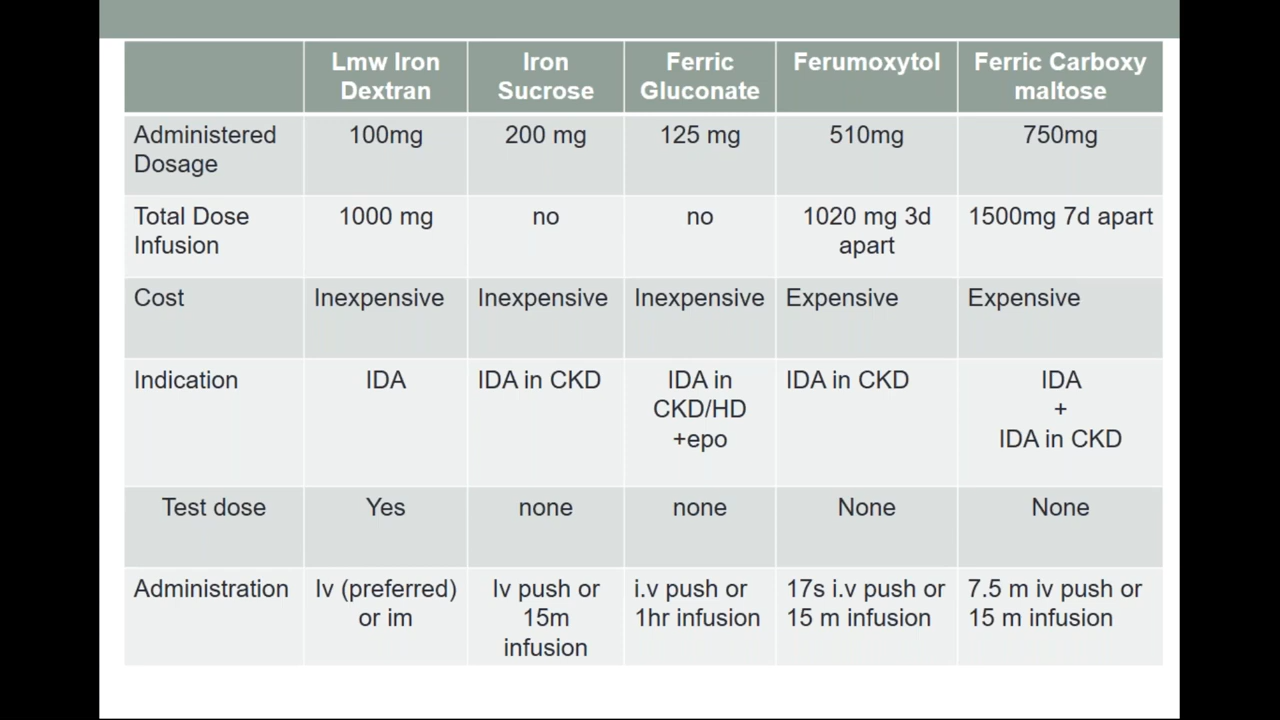 Lmw Iron
Dextran
Iron
Sucrose
Ferric
Gluconate
Ferumoxytol
Ferric Carboxy
maltose
Administered
Dosage
100mg
200 mg
125 mg
510mg
750mg
Total Dose
Infusion
1000 mg
no
no
1020 mg 3d
apart
1500mg 7d apart
Cost
Inexpensive
Inexpensive
Inexpensive
Expensive
Expensive
Indication
IDA
IDA in CKD
IDA in
CKD/HD
+epo
IDA in CKD
IDA
+
IDA in CKD
Test dose
Yes
none
none
None
None
Administration
Iv (preferred)
or im
Iv push or
15m
infusion
i.v push or
1hr infusion
17s i.v push or
15 m infusion
7.5 m iv push or
15 m infusion